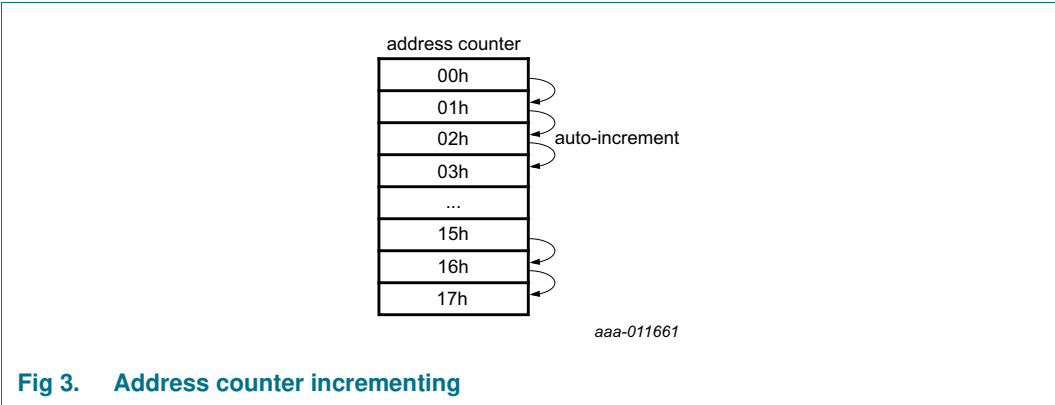 address counter
00h
01h
02h
auto-increment
03h
...
15h
16h
17h
aaa-011661
Fig 3. Address counter incrementing